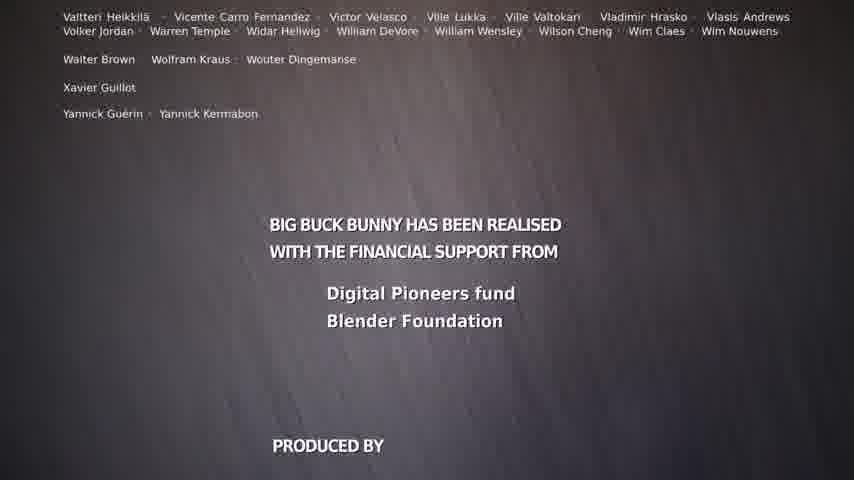 Valtteri Heikkilä · Vicente Carro Fernandez · Victor Velasco · Ville Lukka · Ville Valtokari · Vladimir Hrasko · Vlasis Andrews
Volker Jordan · Warren Temple · Widar Hellwig · William DeVore · William Wensley · Wilson Cheng · Wim Claes · Wim Nouwens
Walter Brown · Wolfram Kraus · Wouter Dingemanse
Xavier Guillot
Yannick Guérin · Yannick Kermabon
BIG BUCK BUNNY HAS BEEN REALISED
WITH THE FINANCIAL SUPPORT FROM
Digital Pioneers fund
Blender Foundation
PRODUCED BY